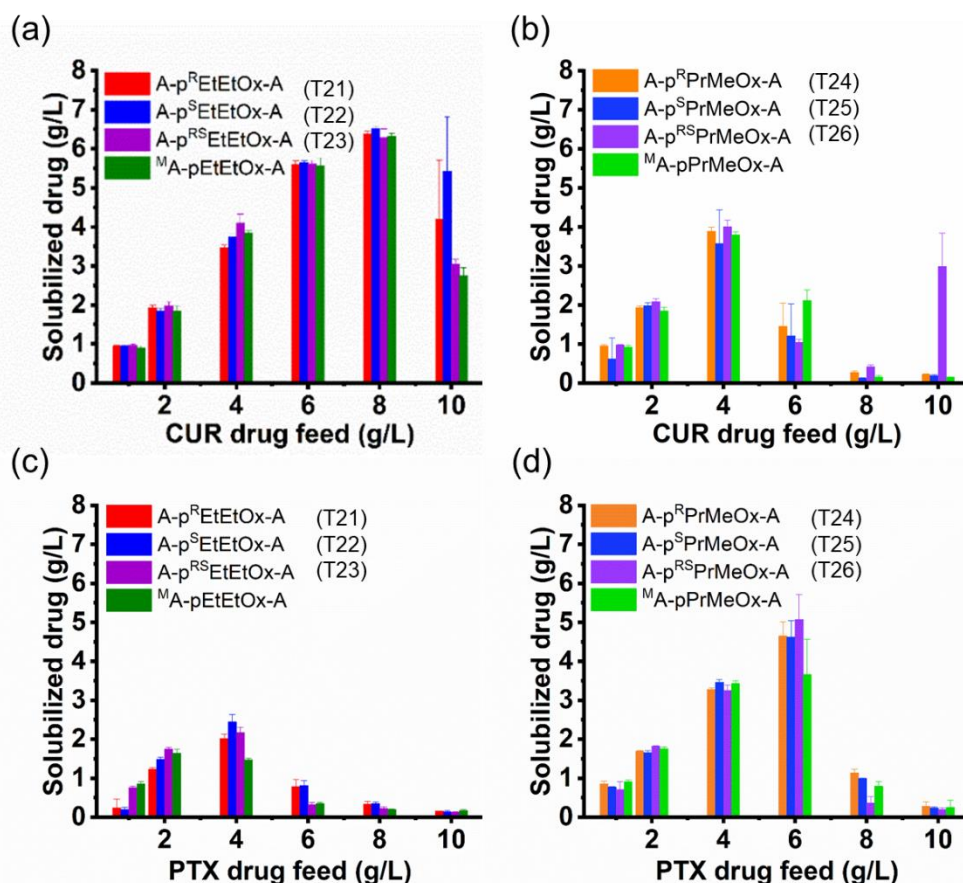 (a)
A-pᴿEtEtOx-A (T21)
A-pˢEtEtOx-A (T22)
A-pᴿˢEtEtOx-A (T23)
ᴹA-pEtEtOx-A
Solubilized drug (g/L)
8
7
6
5
4
3
2
1
0
2 4 6 8 10
CUR drug feed (g/L)
(b)
A-pᴿPrMeOx-A (T24)
A-pˢPrMeOx-A (T25)
A-pᴿˢPrMeOx-A (T26)
ᴹA-pPrMeOx-A
Solubilized drug (g/L)
8
7
6
5
4
3
2
1
0
2 4 6 8 10
CUR drug feed (g/L)
(c)
A-pᴿEtEtOx-A (T21)
A-pˢEtEtOx-A (T22)
A-pᴿˢEtEtOx-A (T23)
ᴹA-pEtEtOx-A
Solubilized drug (g/L)
8
7
6
5
4
3
2
1
0
2 4 6 8 10
PTX drug feed (g/L)
(d)
A-pᴿPrMeOx-A (T24)
A-pˢPrMeOx-A (T25)
A-pᴿˢPrMeOx-A (T26)
ᴹA-pPrMeOx-A
Solubilized drug (g/L)
8
7
6
5
4
3
2
1
0
2 4 6 8 10
PTX drug feed (g/L)